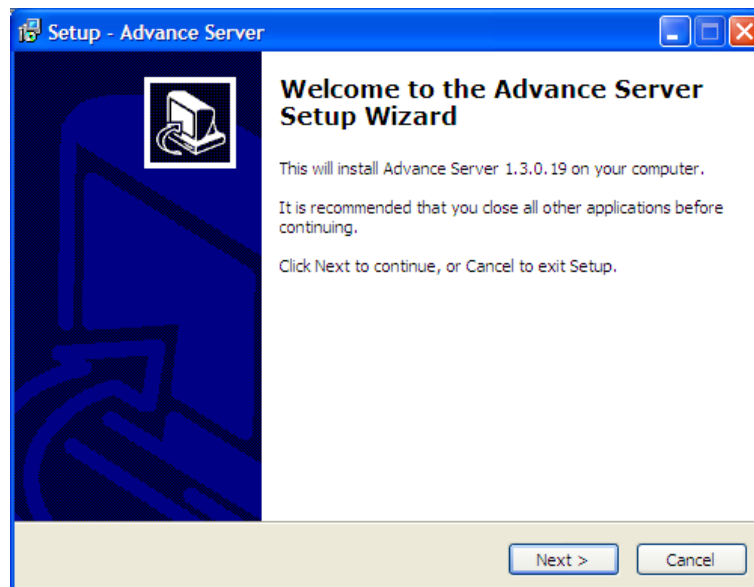 Setup - Advance Server
Welcome to the Advance Server
Setup Wizard
This will install Advance Server 1.3.0.19 on your computer.
It is recommended that you close all other applications before
continuing.
Click Next to continue, or Cancel to exit Setup.
Next >
Cancel